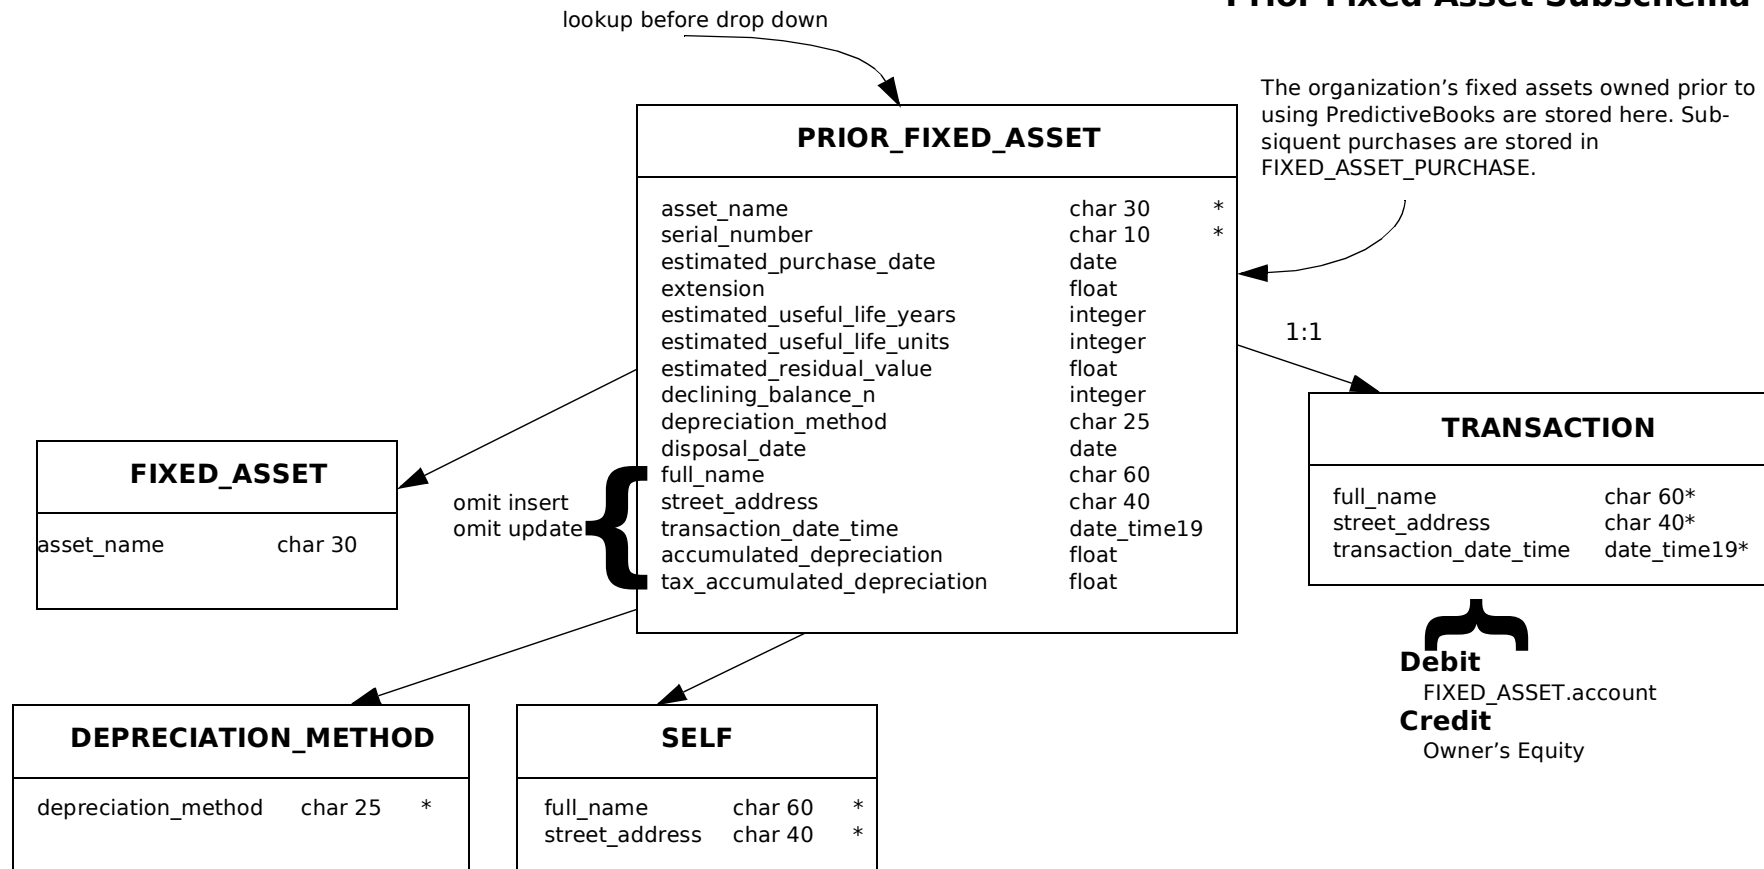 Prior Fixed Asset Subschema
lookup before drop down
The organization’s fixed assets owned prior to
using PredictiveBooks are stored here. Sub-
siquent purchases are stored in
FIXED_ASSET_PURCHASE.
PRIOR_FIXED_ASSET
asset_name char 30 *
serial_number char 10 *
estimated_purchase_date date
extension float
estimated_useful_life_years integer
estimated_useful_life_units integer
estimated_residual_value float
declining_balance_n integer
depreciation_method char 25
disposal_date date
full_name char 60
street_address char 40
transaction_date_time date_time19
accumulated_depreciation float
tax_accumulated_depreciation float
omit insert
omit update
1:1
FIXED_ASSET
asset_name char 30
TRANSACTION
full_name char 60*
street_address char 40*
transaction_date_time date_time19*
Debit
FIXED_ASSET.account
Credit
Owner’s Equity
DEPRECIATION_METHOD
depreciation_method char 25 *
SELF
full_name char 60 *
street_address char 40 *